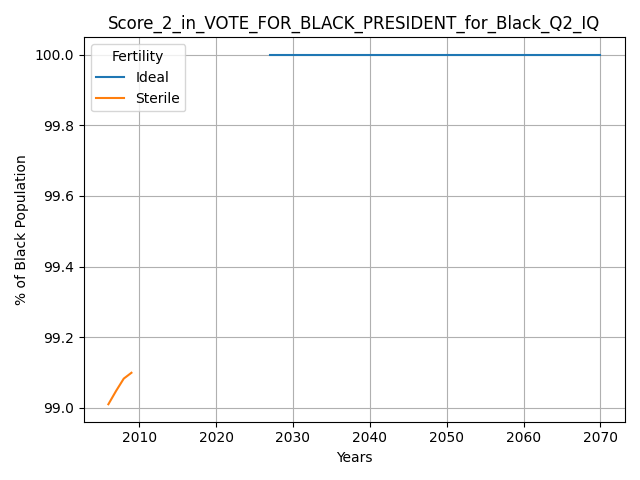 Score_2_in_VOTE_FOR_BLACK_PRESIDENT_for_Black_Q2_IQ
Fertility
Ideal
Sterile
% of Black Population
100.0
99.8
99.6
99.4
99.2
99.0
2010 2020 2030 2040 2050 2060 2070
Years